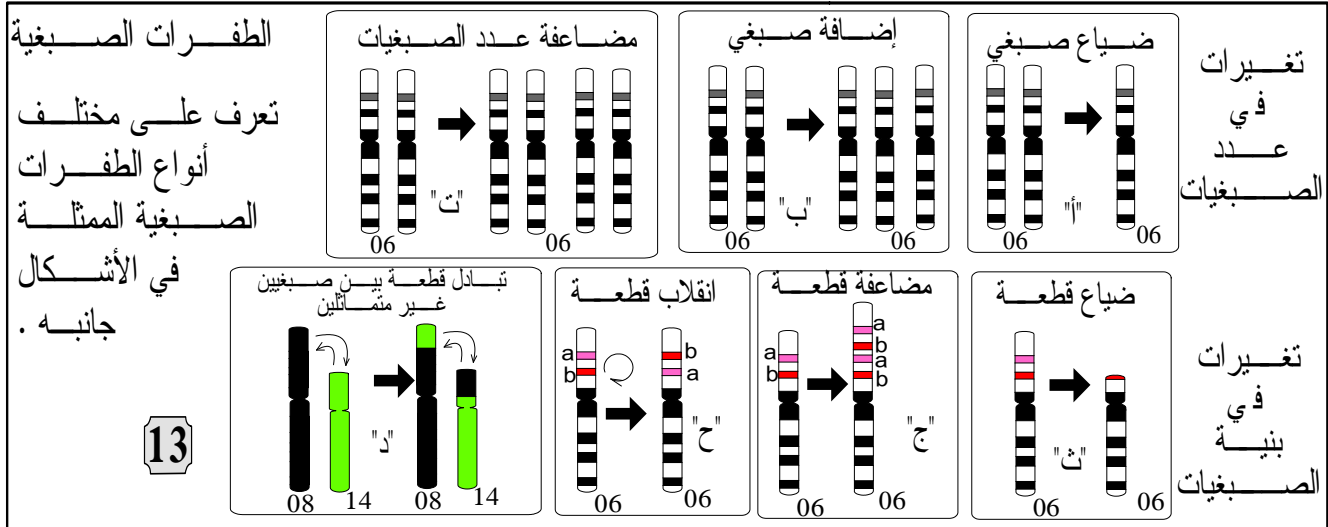 الطفرات الصبغية
تعرف على مختلف
أنواع الطفرات
الصبغية الممثلة
في الأشكال
جانبه .
13
تغيرات
في
عدد
الصبغيات
ضياع صبغي
"أ"
06
06
إضافة صبغي
"ب"
06
06
مضاعفة عدد الصبغيات
"ت"
06
06
تغيرات
في
بنية
الصبغيات
ضياع قطعة
"ث"
06
06
مضاعفة قطعة
a
b
a
b
a
b
"ج"
06
06
انقلاب قطعة
a
b
b
a
"ح"
06
06
تبادل قطعة بين صبغيين
غير متماثلين
"د"
08
14
08
14